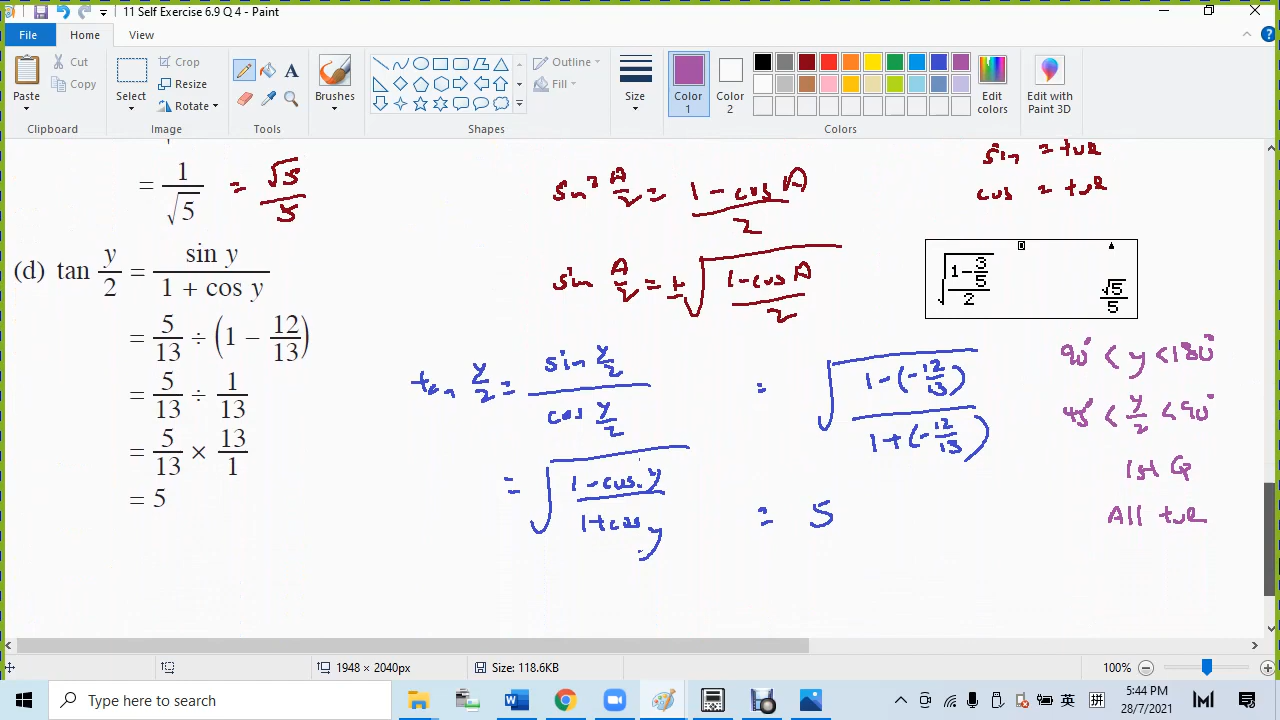 11 Self Exercise 6.9 Q 4 - Paint
File Home View
Paste Cut Copy Clipboard
Select Crop Resize Rotate Image
Tools
Brushes
Outline Fill Shapes
Size
Color 1 Color 2 Edit colors Colors
Edit with Paint 3D
= 1/√5 = √5/5
sin² A/2 = (1 - cos A)/2
sin A/2 = ± √((1 - cos A)/2)
sin = +ve
cos = +ve
√((1-3/5)/2) √5/5
(d) tan y/2 = sin y/(1 + cos y)
= 5/13 ÷ (1 − 12/13)
= 5/13 ÷ 1/13
= 5/13 × 13/1
= 5
tan y/2 = sin y/2 / cos y/2 = √((1-(-12/13))/(1+(-12/13)))
= √((1-cos y)/(1+cos y)) = 5
90° < y < 180°
45° < y/2 < 90°
1st Q
All +ve
1948 × 2040px Size: 118.6KB 100%
Type here to search
英 拼 5:44 PM
28/7/2021